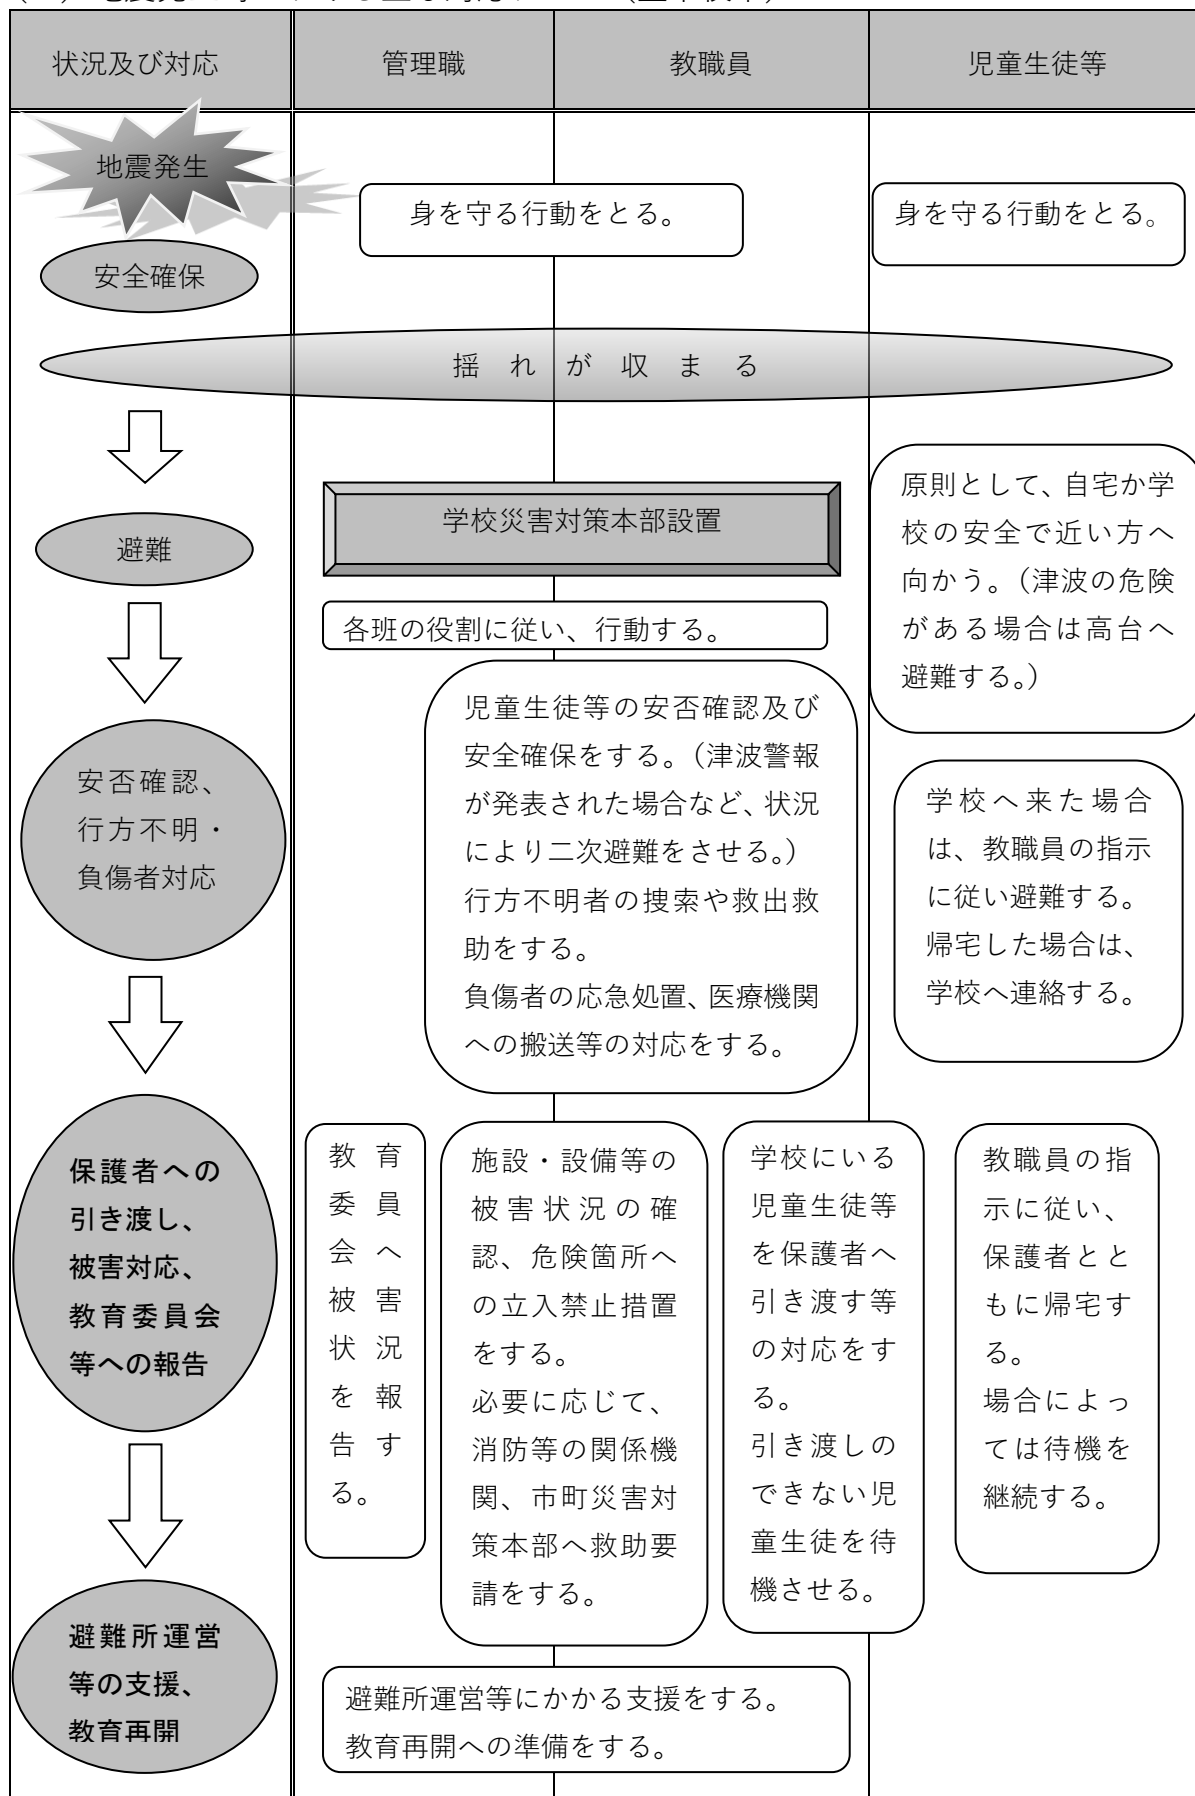 状況及び対応
管理職
教職員
児童生徒等
地震発生
身を守る行動をとる。
身を守る行動をとる。
安全確保
揺れが収まる
避難
学校災害対策本部設置
各班の役割に従い、行動する。
原則として、自宅か学
校の安全で近い方へ
向かう。（津波の危険
がある場合は高台へ
避難する。）
安否確認、
行方不明・
負傷者対応
児童生徒等の安否確認及び
安全確保をする。（津波警報
が発表された場合など、状況
により二次避難をさせる。）
行方不明者の捜索や救出救
助をする。
負傷者の応急処置、医療機関
への搬送等の対応をする。
学校へ来た場合
は、教職員の指示
に従い避難する。
帰宅した場合は、
学校へ連絡する。
保護者への
引き渡し、
被害対応、
教育委員会
等への報告
教育
委員
会へ
被害
状況
を報
告す
る。
施設・設備等の
被害状況の確
認、危険箇所へ
の立入禁止措置
をする。
必要に応じて、
消防等の関係機
関、市町災害対
策本部へ救助要
請をする。
学校にいる
児童生徒等
を保護者へ
引き渡す等
の対応をす
る。
引き渡しの
できない児
童生徒を待
機させる。
教職員の指
示に従い、
保護者とと
もに帰宅す
る。
場合によっ
ては待機を
継続する。
避難所運営
等の支援、
教育再開
避難所運営等にかかる支援をする。
教育再開への準備をする。